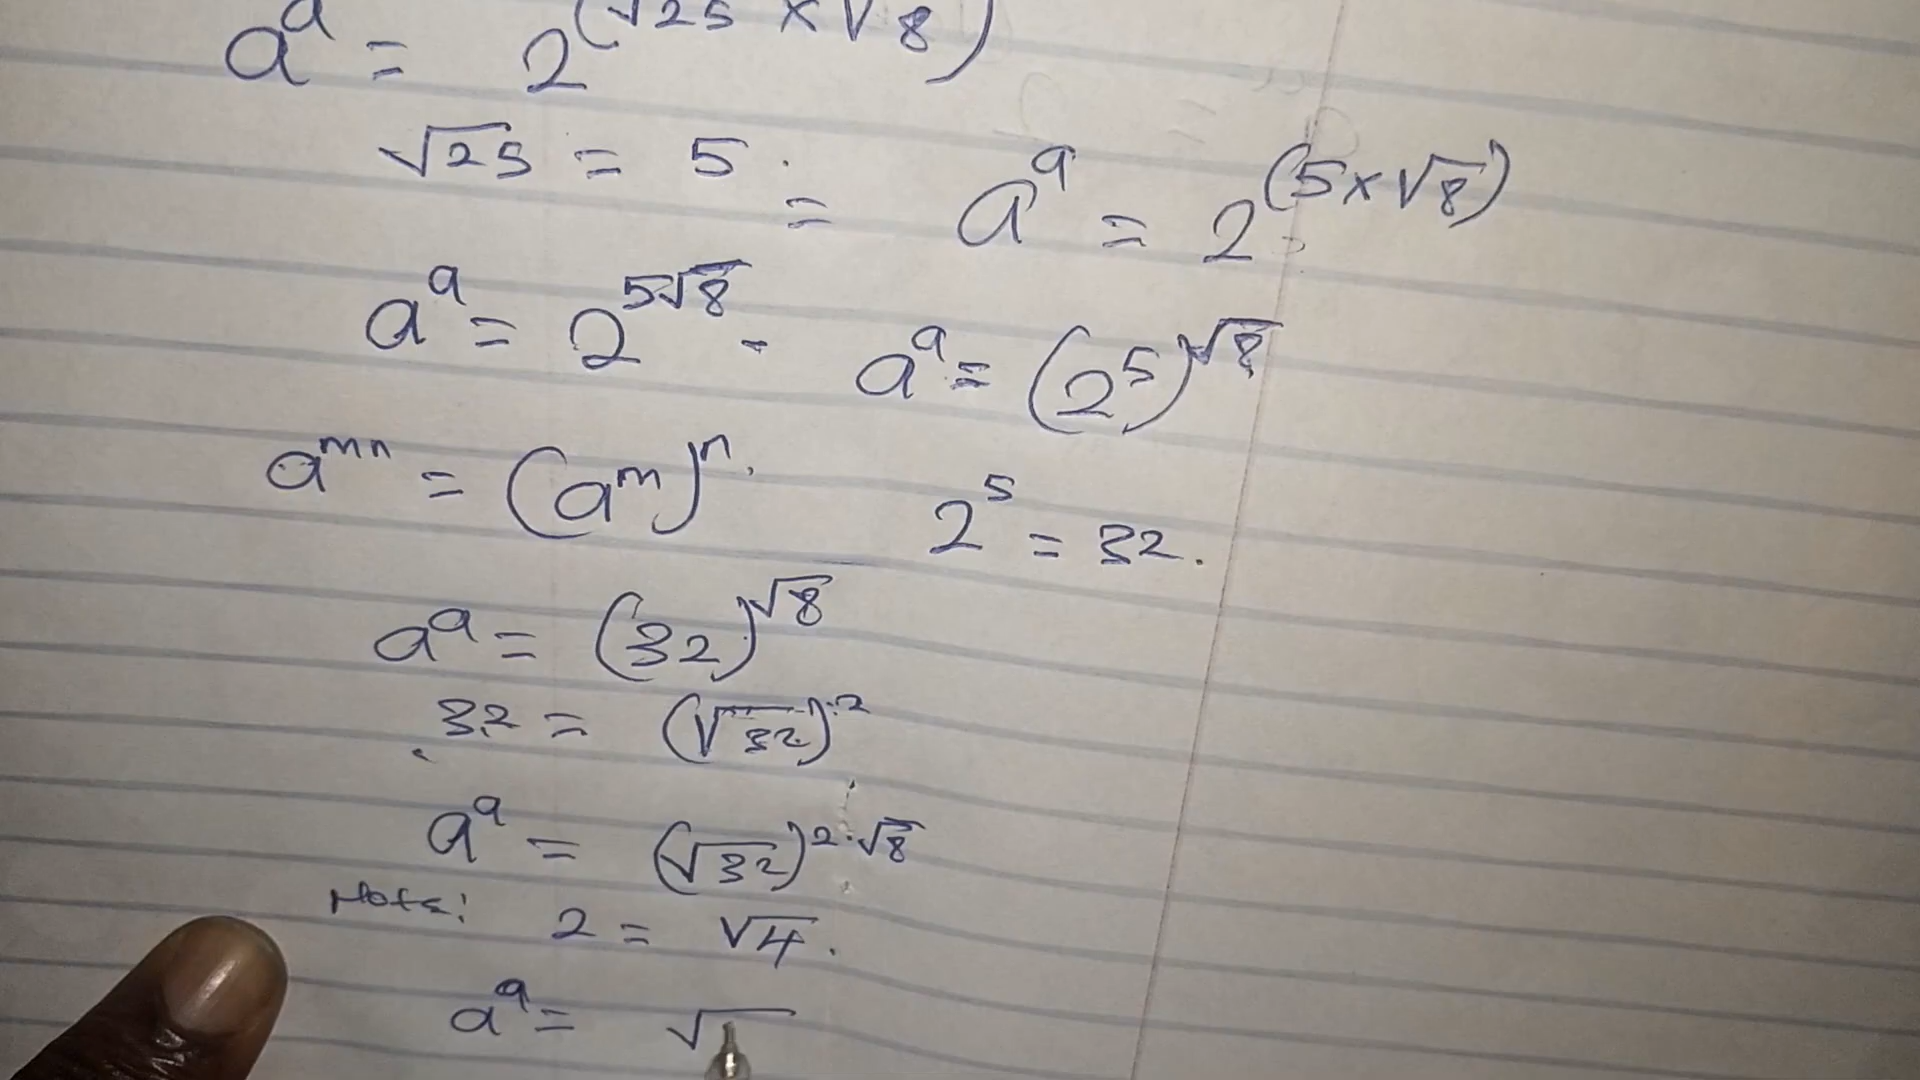 a^a = 2^(√25 × √8)
√25 = 5. = a^a = 2^(5×√8)
a^a = 2^5√8 - a^a = (2^5)^√8
a^mn = (a^m)^n. 2^5 = 32.
a^a = (32)^√8
32 = (√32)^2
a^a = (√32)^2·√8
Note: 2 = √4.
a^a = √